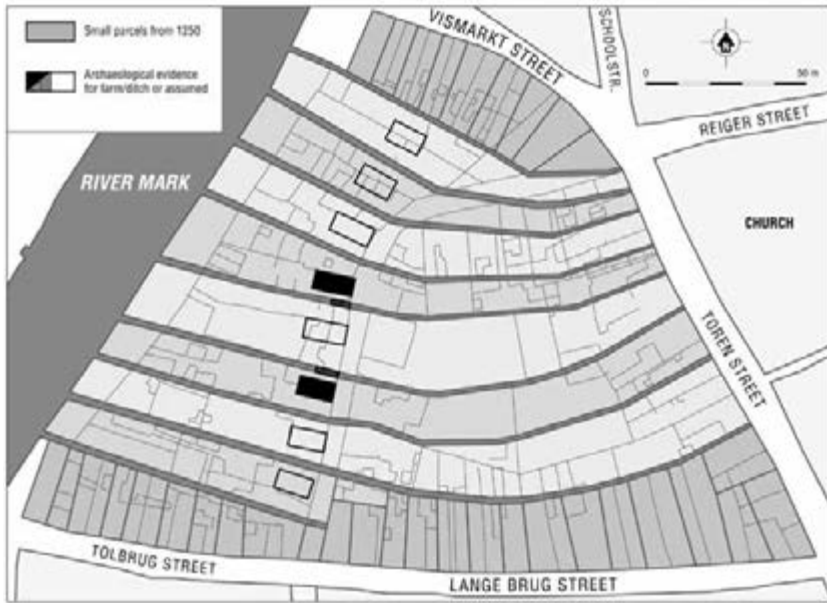 Small parcels from 1250
Archaeological evidence
for farm/ditch or assumed
VISMARKT STREET
SCHOOLSTR.
N
0
50 m
REIGER STREET
RIVER MARK
CHURCH
TOREN STREET
TOLBRUG STREET
LANGE BRUG STREET